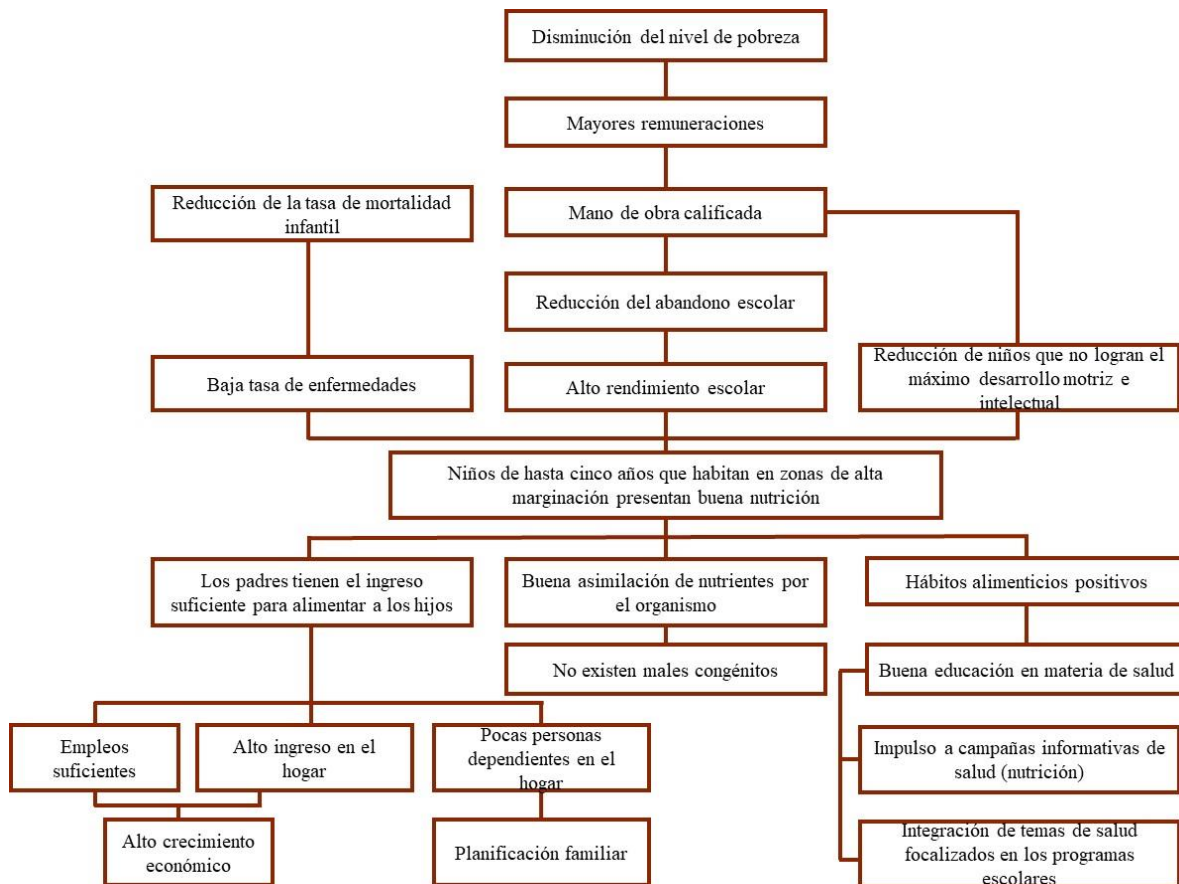 Disminución del nivel de pobreza
Mayores remuneraciones
Reducción de la tasa de mortalidad
infantil
Mano de obra calificada
Reducción del abandono escolar
Baja tasa de enfermedades
Alto rendimiento escolar
Reducción de niños que no logran el
máximo desarrollo motriz e
intelectual
Niños de hasta cinco años que habitan en zonas de alta
marginación presentan buena nutrición
Los padres tienen el ingreso
suficiente para alimentar a los hijos
Buena asimilación de nutrientes por
el organismo
Hábitos alimenticios positivos
No existen males congénitos
Buena educación en materia de salud
Empleos
suficientes
Alto ingreso en el
hogar
Pocas personas
dependientes en el
hogar
Impulso a campañas informativas de
salud (nutrición)
Alto crecimiento
económico
Planificación familiar
Integración de temas de salud
focalizados en los programas
escolares